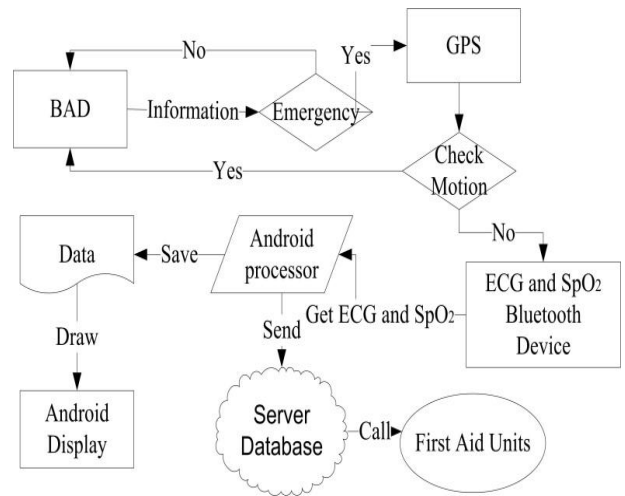 No
Yes
GPS
BAD
Information
Emergency
Yes
Check
Motion
No
Data
Save
Android
processor
Get ECG and SpO₂
ECG and SpO₂
Bluetooth
Device
Draw
Send
Android
Display
Server
Database
Call
First Aid Units